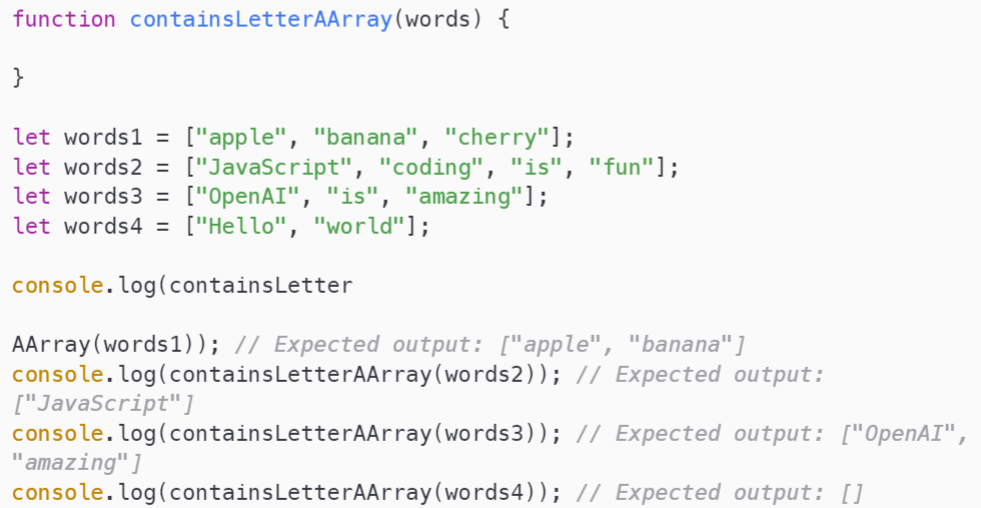 function containsLetterAArray(words) {
}
let words1 = ["apple", "banana", "cherry"];
let words2 = ["JavaScript", "coding", "is", "fun"];
let words3 = ["OpenAI", "is", "amazing"];
let words4 = ["Hello", "world"];
console.log(containsLetter
AArray(words1)); // Expected output: ["apple", "banana"]
console.log(containsLetterAArray(words2)); // Expected output:
["JavaScript"]
console.log(containsLetterAArray(words3)); // Expected output: ["OpenAI",
"amazing"]
console.log(containsLetterAArray(words4)); // Expected output: []